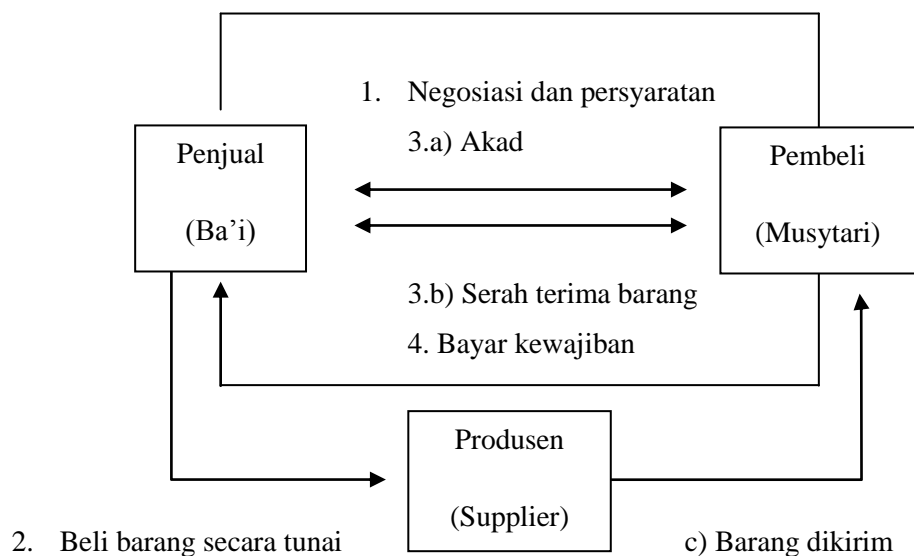 1. Negosiasi dan persyaratan
3.a) Akad
Penjual
(Ba’i)
Pembeli
(Musytari)
3.b) Serah terima barang
4. Bayar kewajiban
Produsen
(Supplier)
2. Beli barang secara tunai
c) Barang dikirim